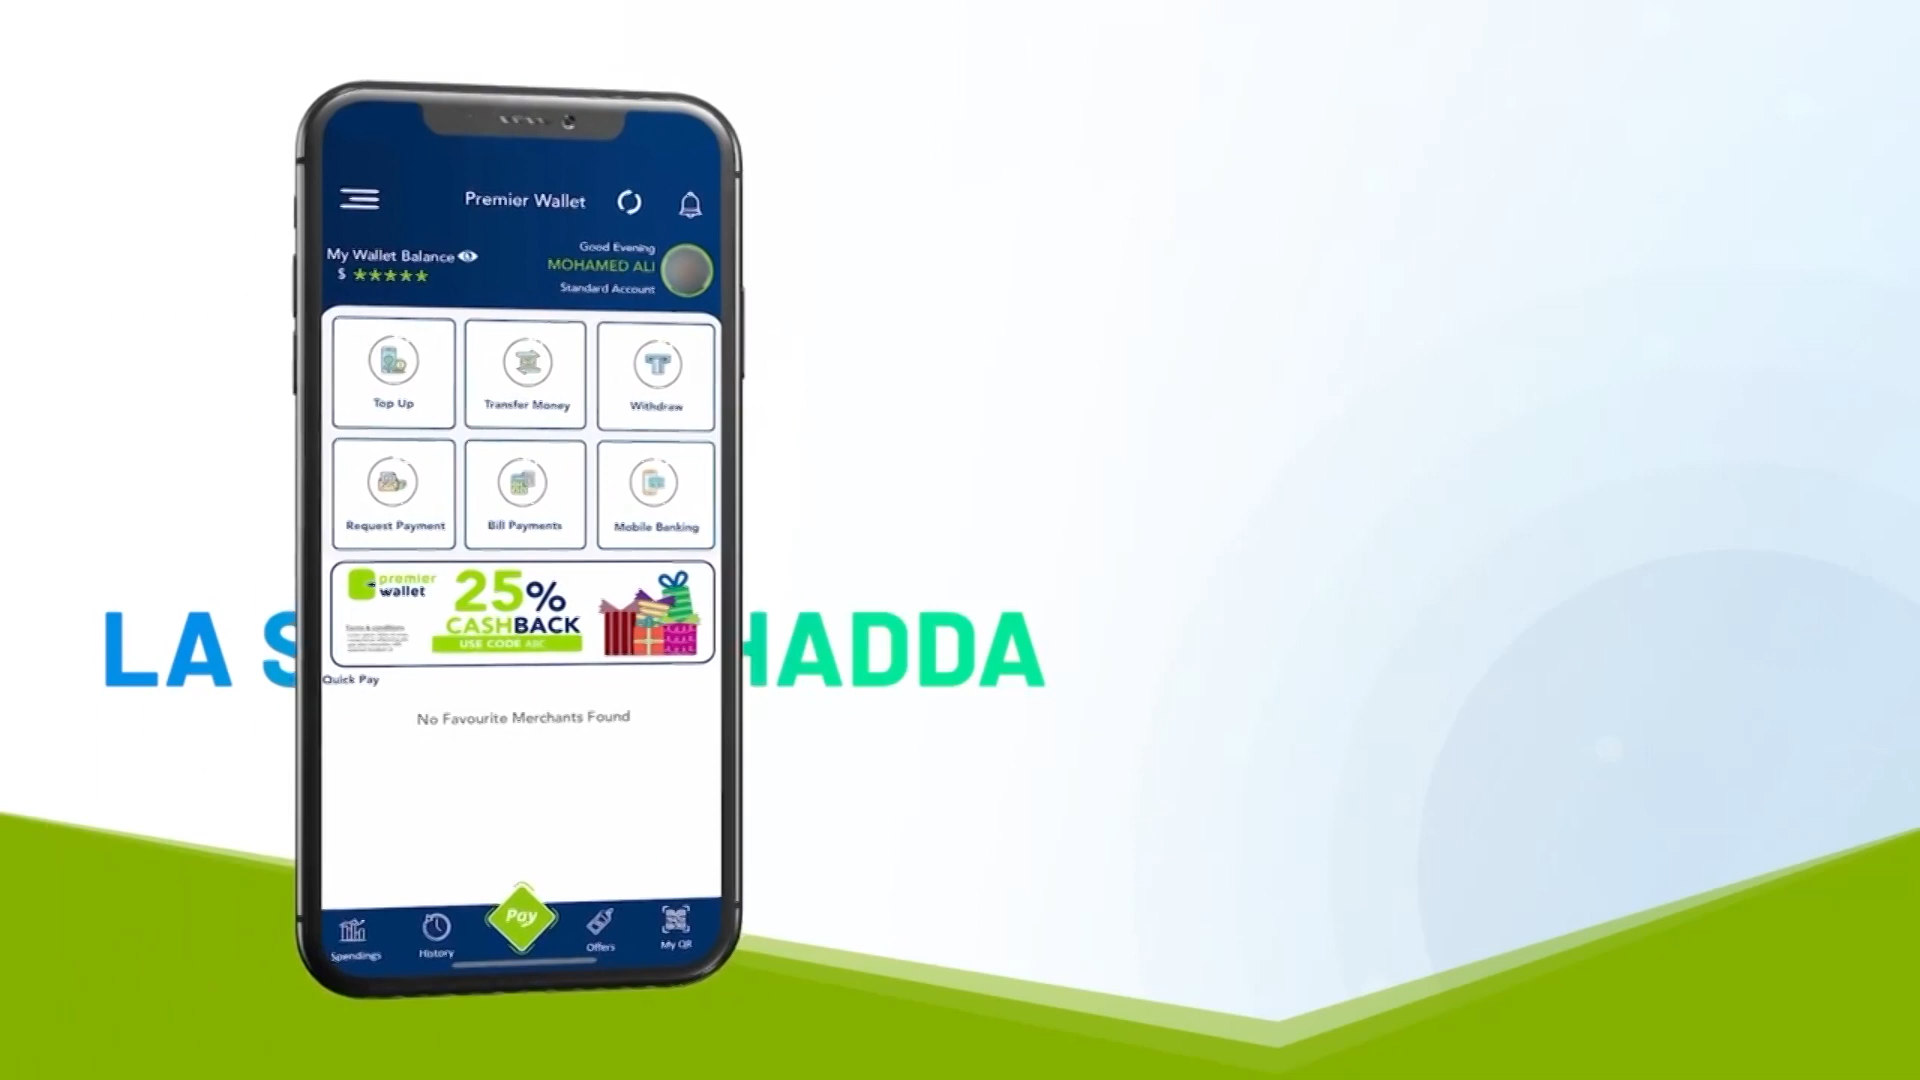 Premier Wallet
My Wallet Balance
$ ★★★★★
Good Evening
MOHAMED ALI
Standard Account
Top Up
Transfer Money
Withdraw
Request Payment
Bill Payments
Mobile Banking
premier
wallet
Terms & conditions
25%
CASHBACK
USE CODE ABC
LA S
HADDA
Quick Pay
No Favourite Merchants Found
Spendings
History
Pay
Offers
My QR